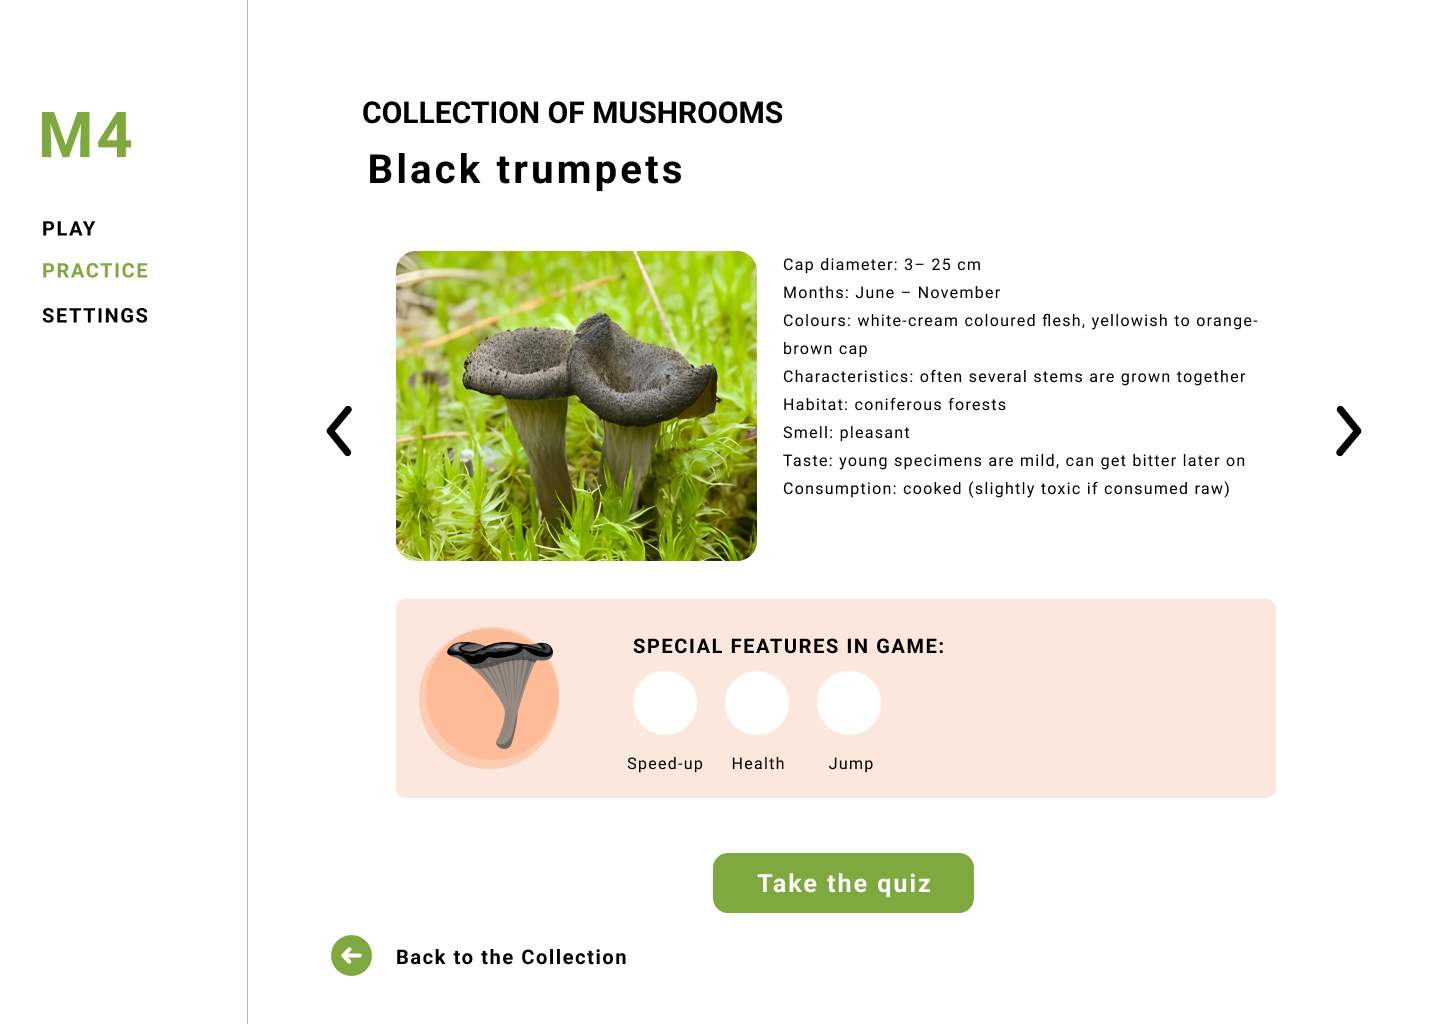 M4
PLAY
PRACTICE
SETTINGS
COLLECTION OF MUSHROOMS
Black trumpets
Cap diameter: 3– 25 cm
Months: June – November
Colours: white-cream coloured flesh, yellowish to orange-
brown cap
Characteristics: often several stems are grown together
Habitat: coniferous forests
Smell: pleasant
Taste: young specimens are mild, can get bitter later on
Consumption: cooked (slightly toxic if consumed raw)
SPECIAL FEATURES IN GAME:
Speed-up Health Jump
Take the quiz
Back to the Collection